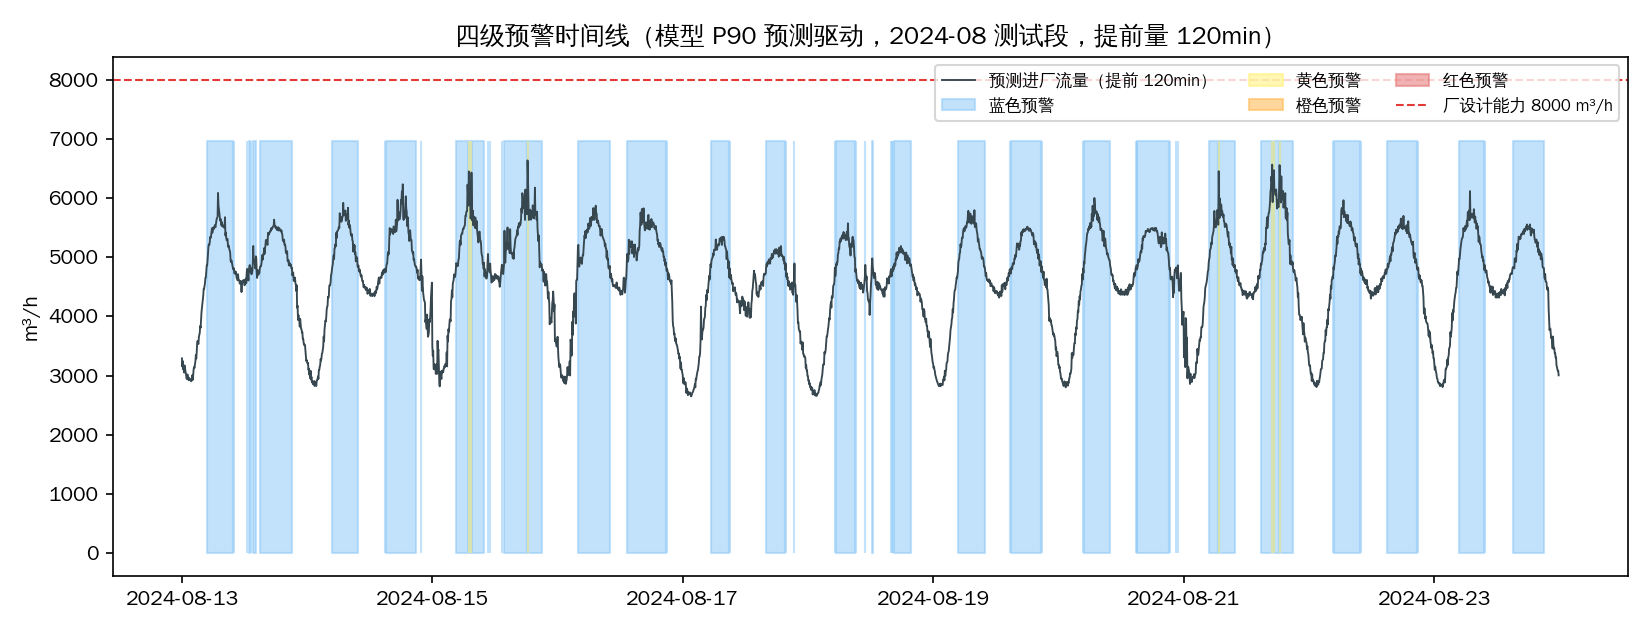 四级预警时间线（模型 P90 预测驱动，2024-08 测试段，提前量 120min）
预测进厂流量（提前 120min）
蓝色预警
黄色预警
橙色预警
红色预警
厂设计能力 8000 m³/h
m³/h
8000
7000
6000
5000
4000
3000
2000
1000
0
2024-08-13
2024-08-15
2024-08-17
2024-08-19
2024-08-21
2024-08-23